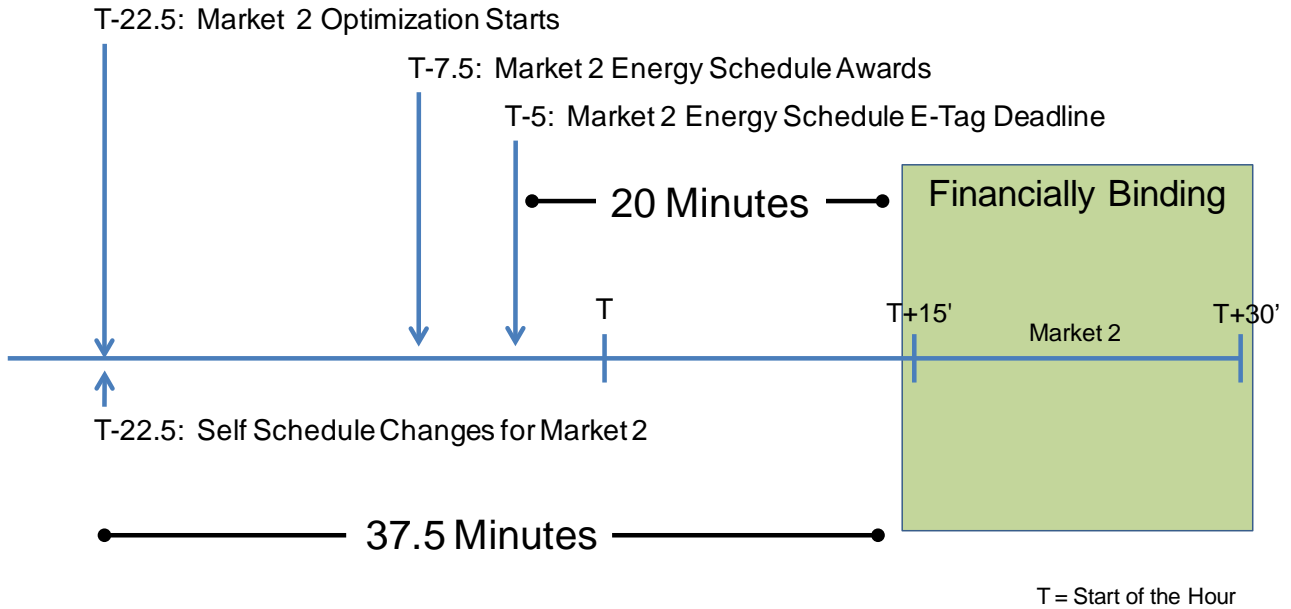 T-22.5: Market 2 Optimization Starts
T-7.5: Market 2 Energy Schedule Awards
T-5: Market 2 Energy Schedule E-Tag Deadline
20 Minutes
Financially Binding
T
T+15'
Market 2
T+30’
T-22.5: Self Schedule Changes for Market 2
37.5 Minutes
T = Start of the Hour